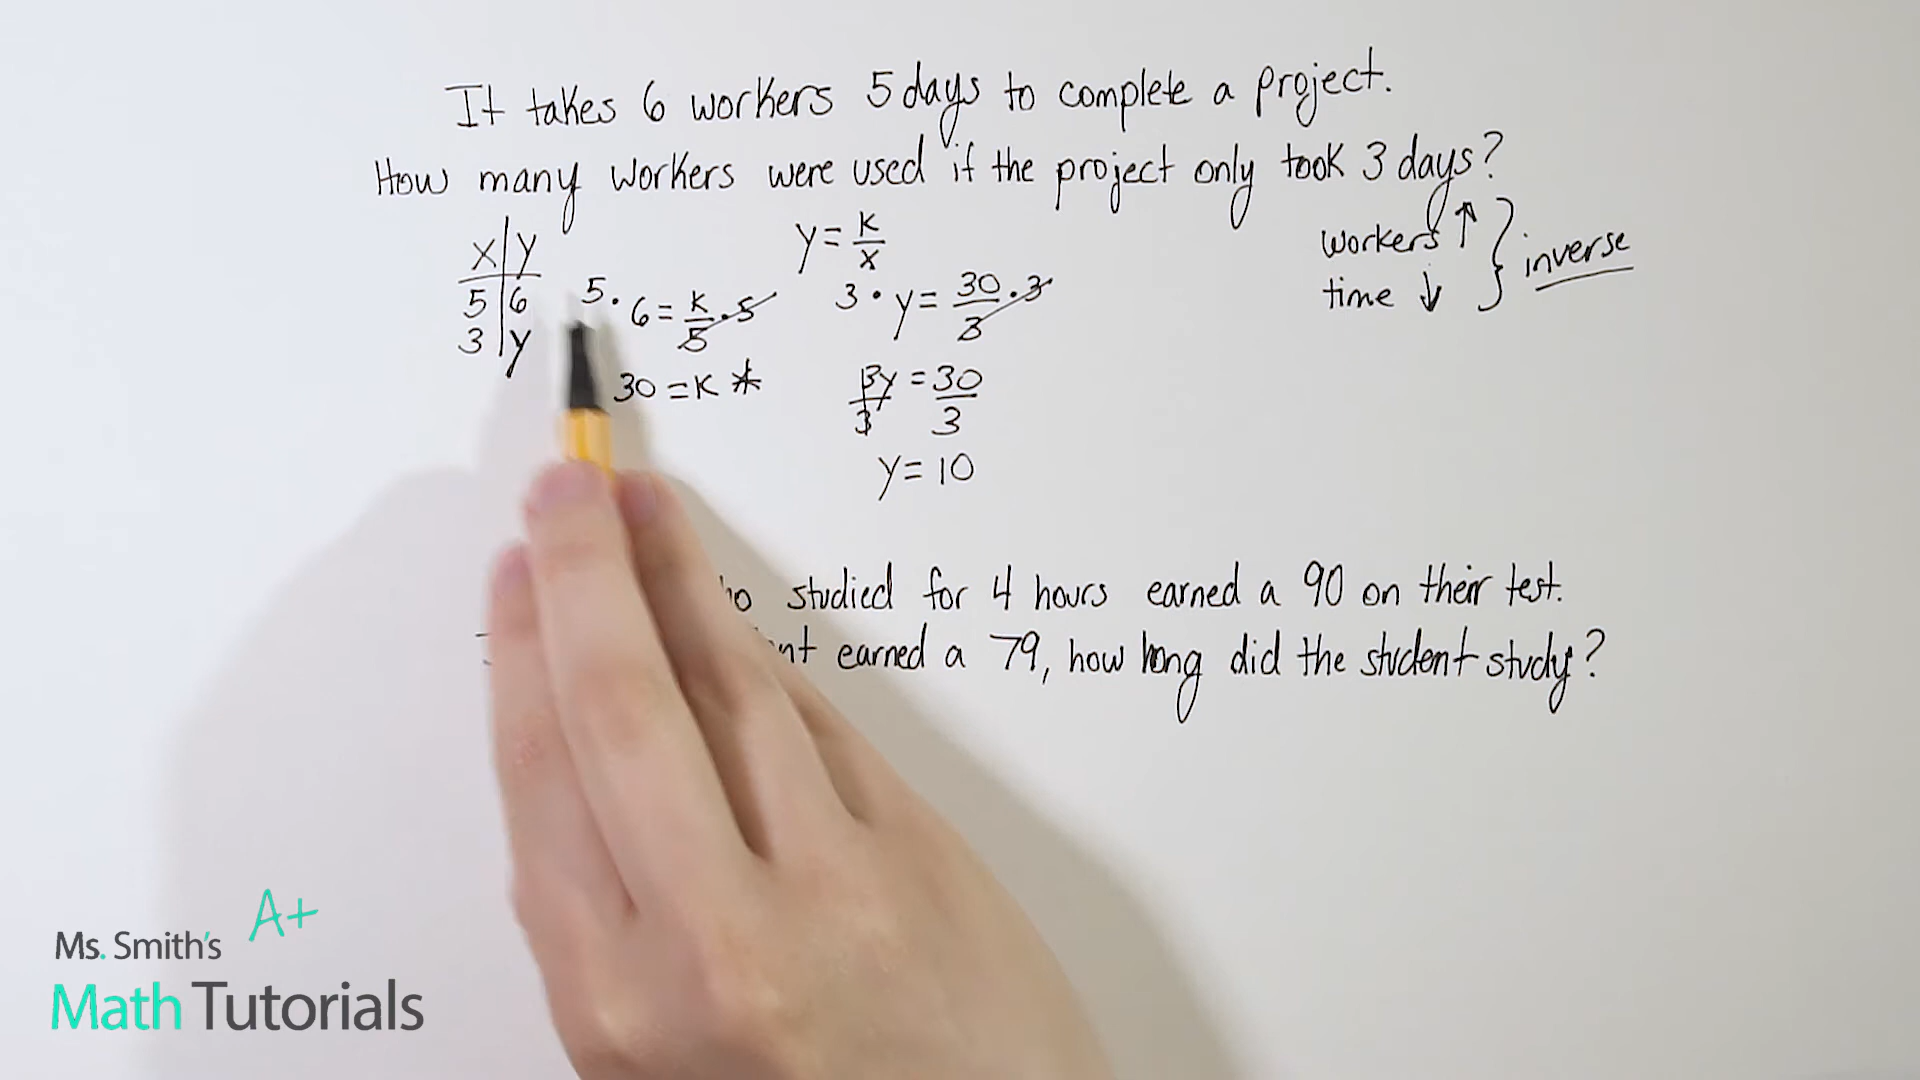 It takes 6 workers 5 days to complete a project.
How many workers were used if the project only took 3 days?
x | y
5 | 6
3 | y
5 · 6 = k/5 · 5
30 = k *
y = k/x
3 · y = 30/3 · 3
3y/3 = 30/3
y = 10
workers ↑
time ↓
} inverse
studied for 4 hours earned a 90 on their test.
earned a 79, how long did the student study?
A+
Ms. Smith's
Math Tutorials